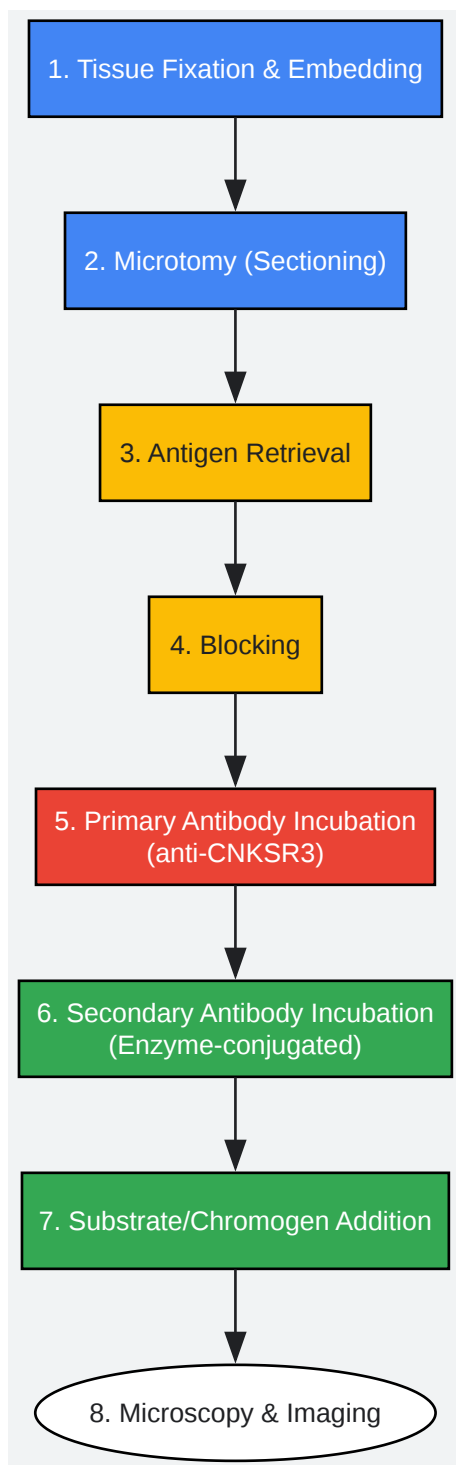 1. Tissue Fixation & Embedding
2. Microtomy (Sectioning)
3. Antigen Retrieval
4. Blocking
5. Primary Antibody Incubation
(anti-CNKSR3)
6. Secondary Antibody Incubation
(Enzyme-conjugated)
7. Substrate/Chromogen Addition
8. Microscopy & Imaging